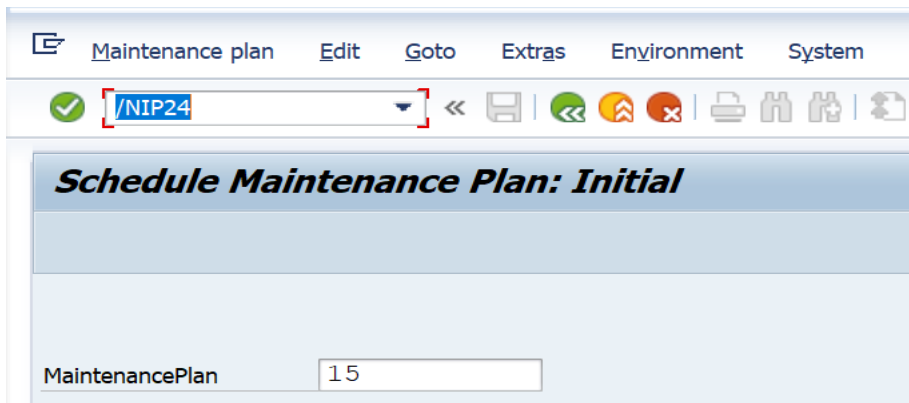 Maintenance plan Edit Goto Extras Environment System
/NIP24
Schedule Maintenance Plan: Initial
MaintenancePlan 15